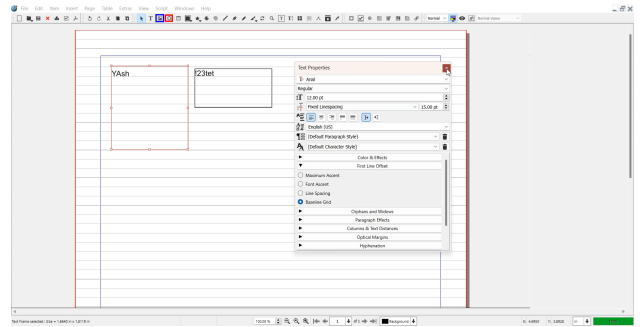 File Edit Item Insert Page Table Extras View Script Windows Help
Normal
Normal Vision
YAsh
!23tet
Text Properties
Arial
Regular
12.00 pt
Fixed Linespacing 15.00 pt
English (US)
[Default Paragraph Style]
[Default Character Style]
Color & Effects
First Line Offset
Maximum Ascent
Font Ascent
Line Spacing
Baseline Grid
Orphans and Widows
Paragraph Effects
Columns & Text Distances
Optical Margins
Hyphenation
100.00 % 1 of 1 Background